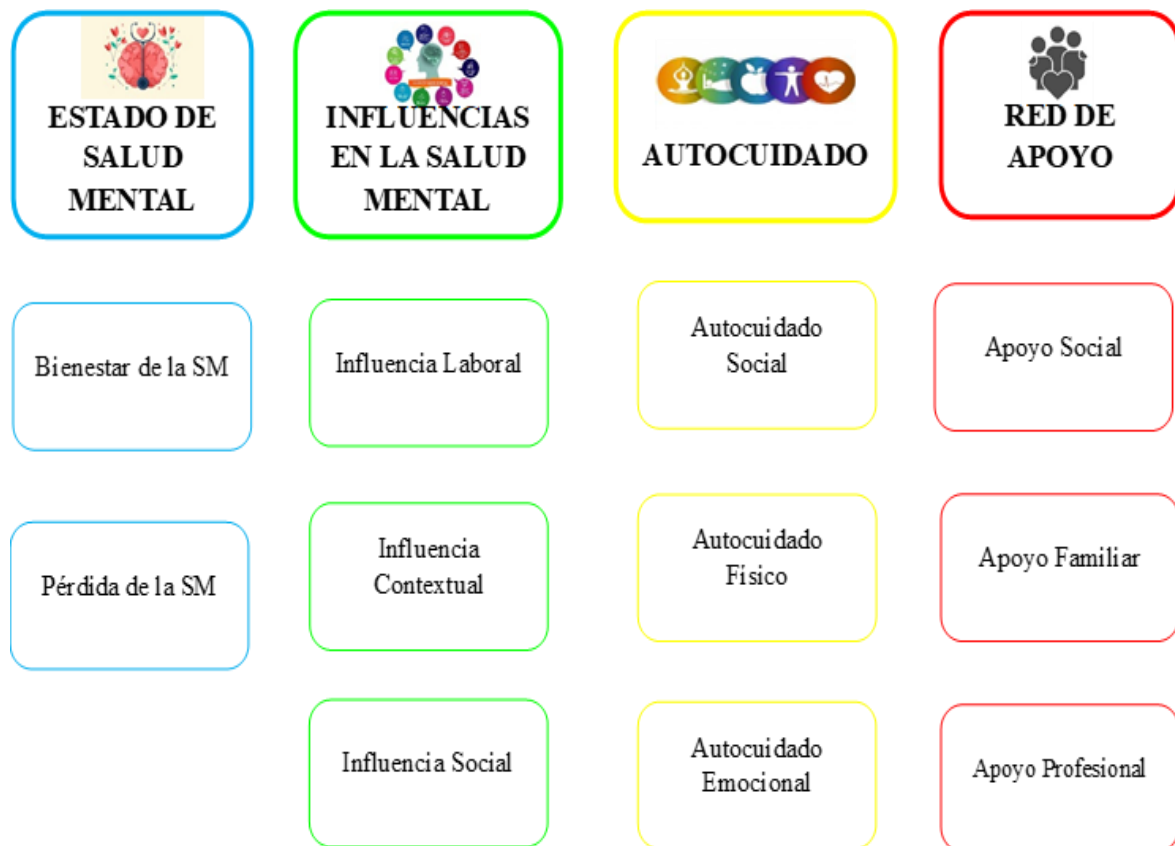 ESTADO DE
SALUD
MENTAL
INFLUENCIAS
EN LA SALUD
MENTAL
AUTOCUIDADO
RED DE
APOYO
Bienestar de la SM
Influencia Laboral
Autocuidado
Social
Apoyo Social
Pérdida de la SM
Influencia
Contextual
Autocuidado
Físico
Apoyo Familiar
Influencia Social
Autocuidado
Emocional
Apoyo Profesional